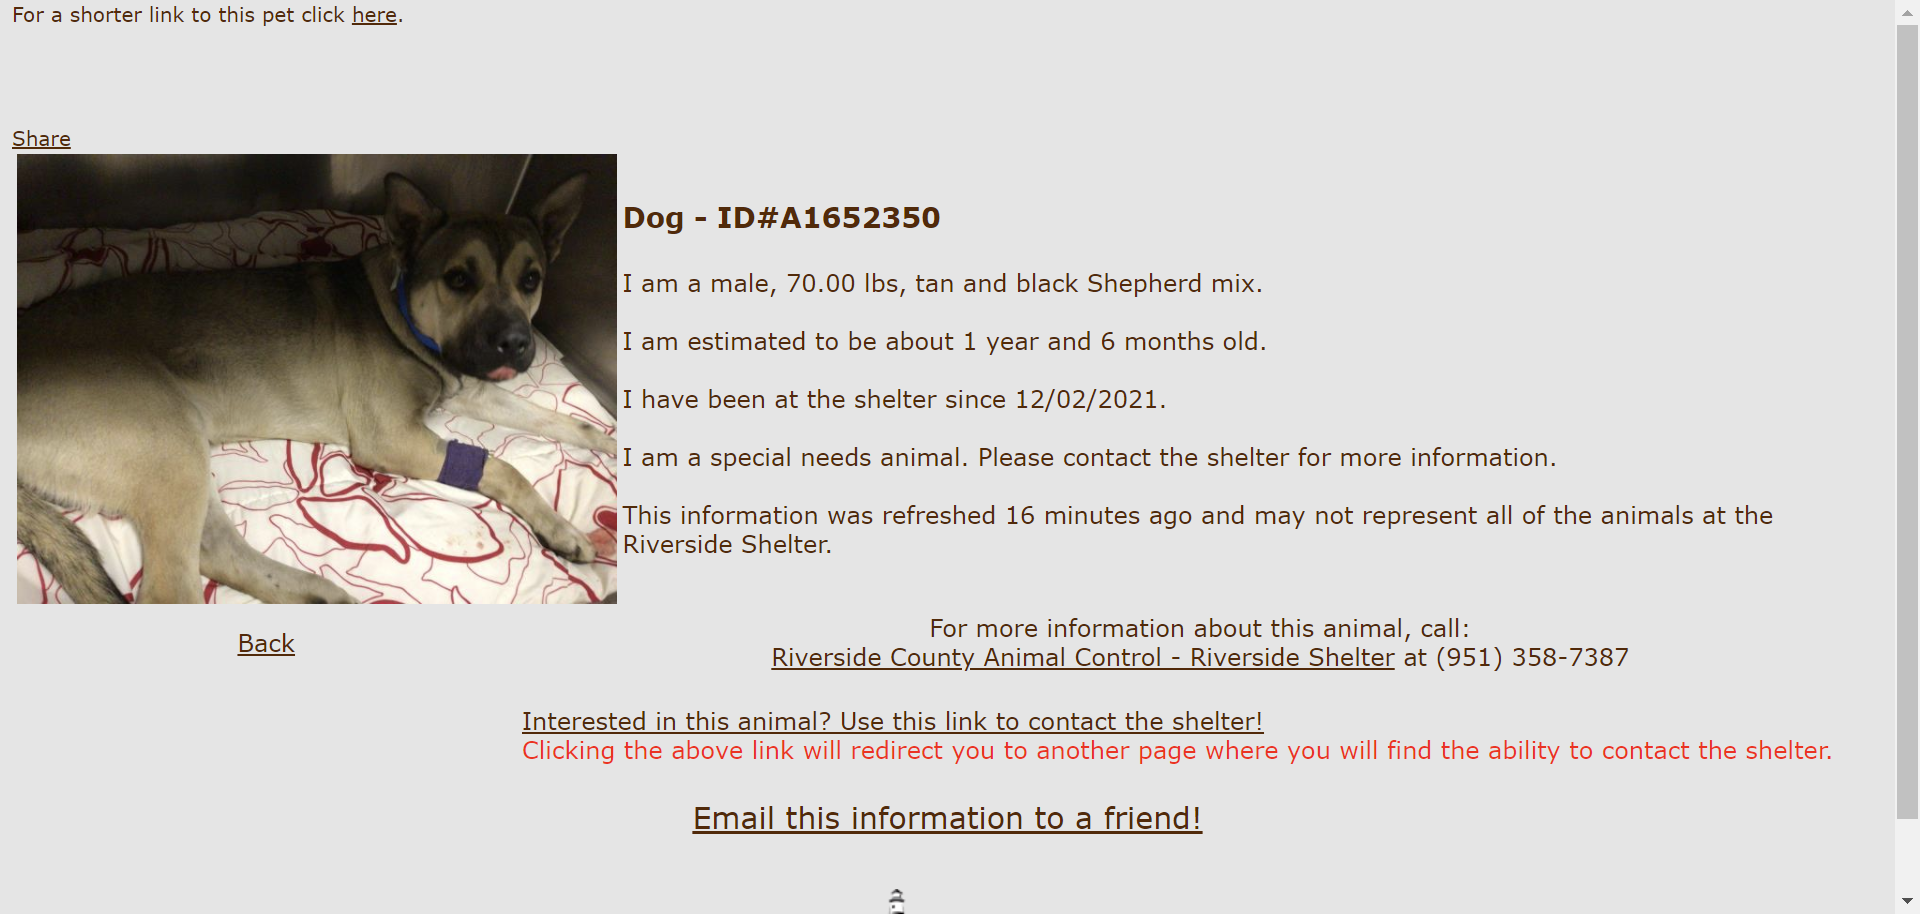 For a shorter link to this pet click here.
Share
Dog - ID#A1652350
I am a male, 70.00 lbs, tan and black Shepherd mix.
I am estimated to be about 1 year and 6 months old.
I have been at the shelter since 12/02/2021.
I am a special needs animal. Please contact the shelter for more information.
This information was refreshed 16 minutes ago and may not represent all of the animals at the
Riverside Shelter.
Back
For more information about this animal, call:
Riverside County Animal Control - Riverside Shelter at (951) 358-7387
Interested in this animal? Use this link to contact the shelter!
Clicking the above link will redirect you to another page where you will find the ability to contact the shelter.
Email this information to a friend!